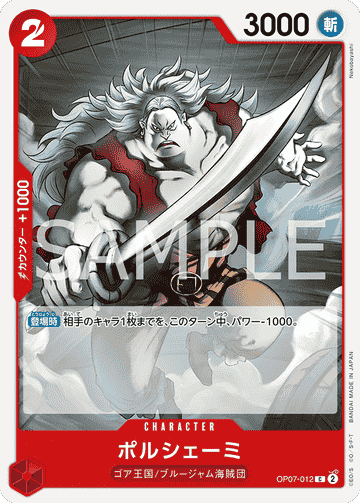 2
3000
斬
Nekobayashi
カウンター +1000
SAMPLE
登場時 相手のキャラ1枚までを、このターン中、パワー-1000。
CHARACTER
ポルシェーミ
ゴア王国/ブルージャム海賊団
©E.O./S. ©O./S・F・T BANDAI MADE IN JAPAN
OP07-012 C 2